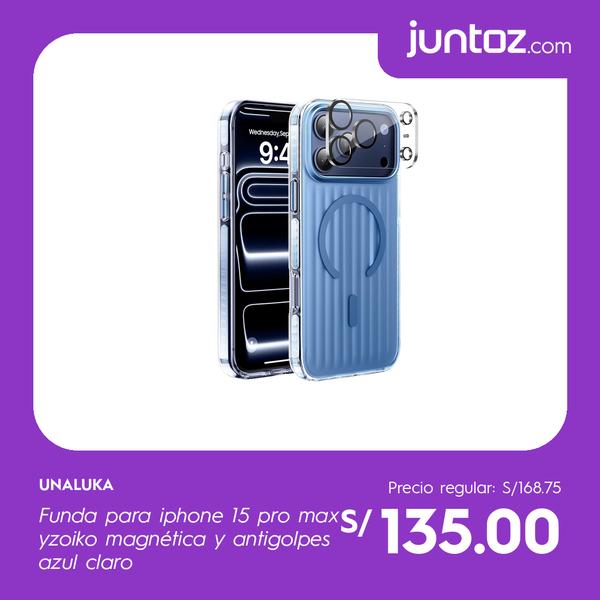 juntoz.com
Wednesday,Sep
9:4
UNALUKA
Precio regular: S/168.75
Funda para iphone 15 pro max
yzoiko magnética y antigolpes
azul claro
S/ 135.00